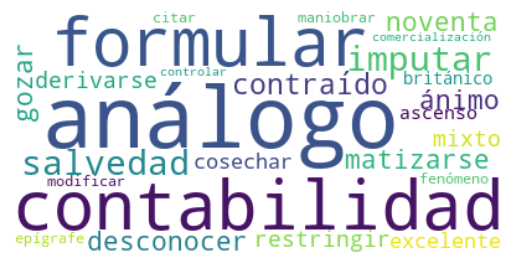 citar maniobrar noventa
formular comercialización
imputar
gozar derivarse controlar contraído británico
análogo ánimo
ascenso
salvedad cosechar matizarse mixto
modificar fenómeno
contabilidad
epígrafe desconocer restringir excelente